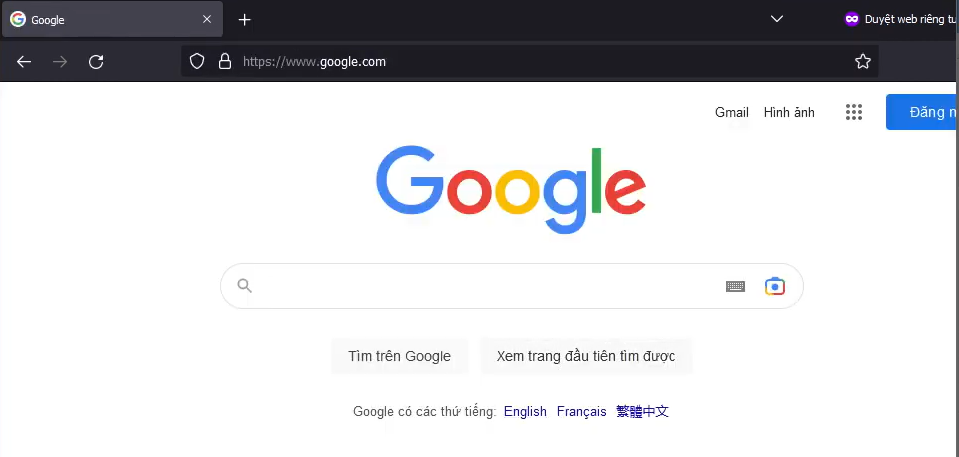 Google
Duyệt web riêng tư
https://www.google.com
Gmail Hình ảnh
Đăng n
Google
Tìm trên Google Xem trang đầu tiên tìm được
Google có các thứ tiếng: English Français 繁體中文